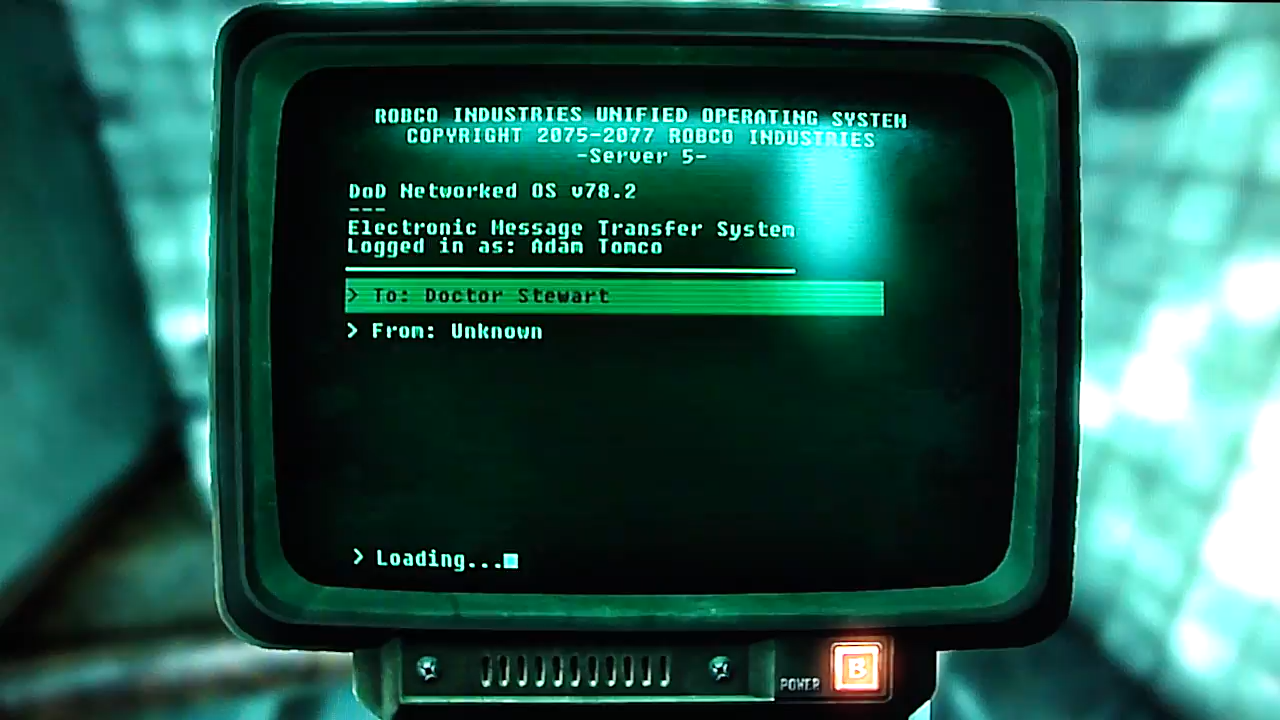 ROBCO INDUSTRIES UNIFIED OPERATING SYSTEM
COPYRIGHT 2075-2077 ROBCO INDUSTRIES
-Server 5-
DoD Networked OS v78.2
---
Electronic Message Transfer System
Logged in as: Adam Tomco
> To: Doctor Stewart
> From: Unknown
> Loading...
POWER
B